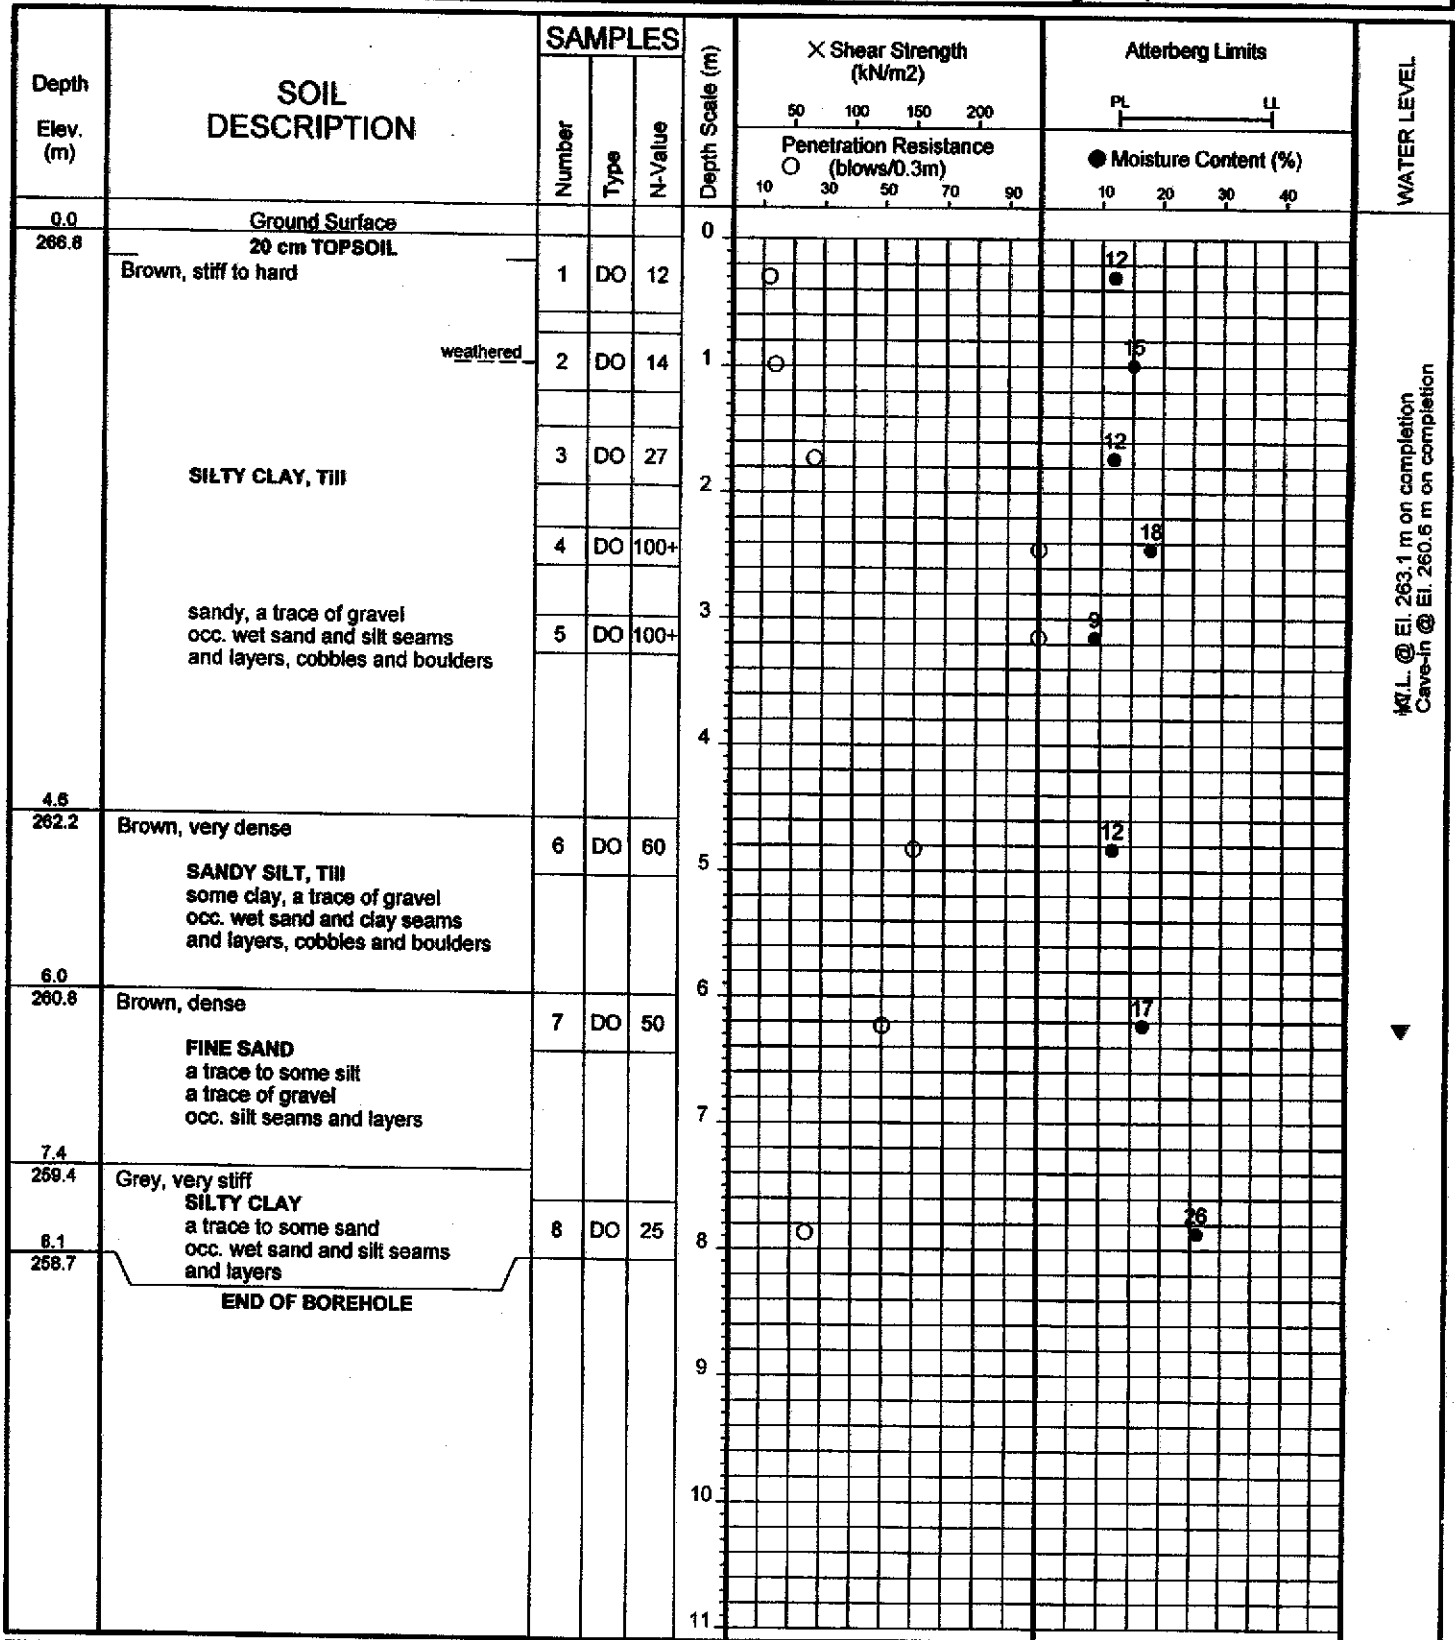 SAMPLES
Depth
Elev.
(m)
SOIL
DESCRIPTION
Number
Type
N-Value
Depth Scale (m)
X Shear Strength
(kN/m2)
50 100 150 200
Penetration Resistance
O (blows/0.3m)
10 30 50 70 90
Atterberg Limits
PL LL
● Moisture Content (%)
10 20 30 40
WATER LEVEL
0.0
266.8
Ground Surface
20 cm TOPSOIL
0
Brown, stiff to hard
1 DO 12
12
weathered
2 DO 14
1
15
3 DO 27
12
SILTY CLAY, Till
2
4 DO 100+
18
sandy, a trace of gravel
occ. wet sand and silt seams
and layers, cobbles and boulders
3
5 DO 100+
9
W.L. @ El. 263.1 m on completion
Cave-in @ El. 260.6 m on completion
4
4.6
262.2
Brown, very dense
6 DO 60
12
5
SANDY SILT, Till
some clay, a trace of gravel
occ. wet sand and clay seams
and layers, cobbles and boulders
6.0
260.8
6
Brown, dense
7 DO 50
17
FINE SAND
a trace to some silt
a trace of gravel
occ. silt seams and layers
7
7.4
259.4
Grey, very stiff
SILTY CLAY
a trace to some sand
occ. wet sand and silt seams
and layers
8 DO 25
26
8
8.1
258.7
END OF BOREHOLE
9
10
11